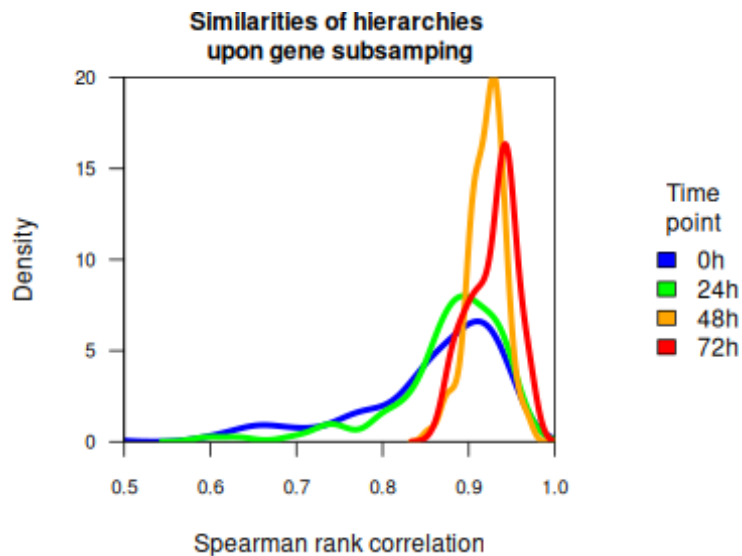 Similarities of hierarchies
upon gene subsamping
20
15
10
5
0
Density
0.5 0.6 0.7 0.8 0.9 1.0
Spearman rank correlation
Time
point
0h
24h
48h
72h